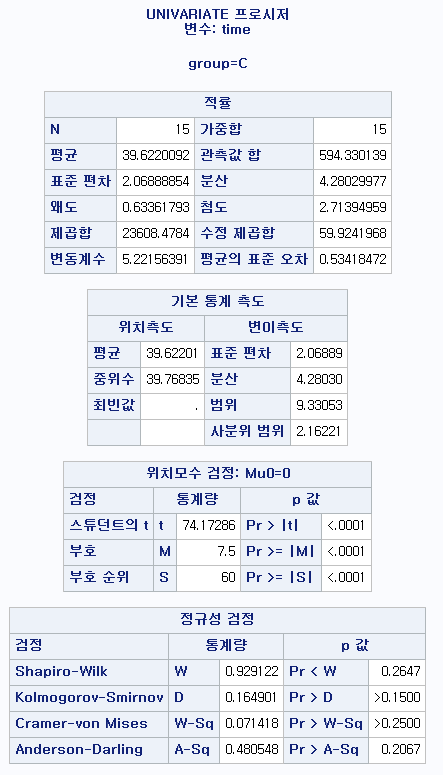 UNIVARIATE 프로시저
변수: time
group=C
적률
N 15 가중합 15
평균 39.6220092 관측값 합 594.330139
표준 편차 2.06888854 분산 4.28029977
왜도 0.63361793 첨도 2.71394959
제곱합 23608.4784 수정 제곱합 59.9241968
변동계수 5.22156391 평균의 표준 오차 0.53418472
기본 통계 측도
위치측도 변이측도
평균 39.62201 표준 편차 2.06889
중위수 39.76835 분산 4.28030
최빈값 . 범위 9.33053
사분위 범위 2.16221
위치모수 검정: Mu0=0
검정 통계량 p 값
스튜던트의 t t 74.17286 Pr > |t| <.0001
부호 M 7.5 Pr >= |M| <.0001
부호 순위 S 60 Pr >= |S| <.0001
정규성 검정
검정 통계량 p 값
Shapiro-Wilk W 0.929122 Pr < W 0.2647
Kolmogorov-Smirnov D 0.164901 Pr > D >0.1500
Cramer-von Mises W-Sq 0.071418 Pr > W-Sq >0.2500
Anderson-Darling A-Sq 0.480548 Pr > A-Sq 0.2067